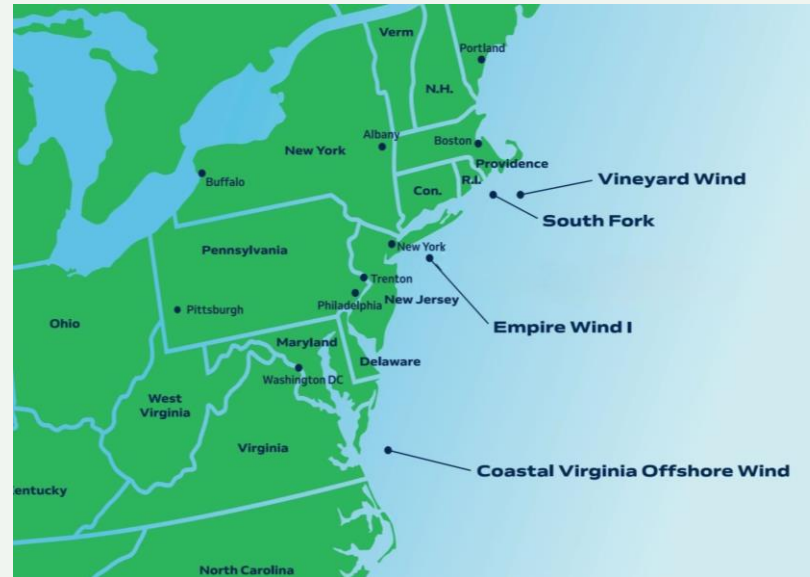 Verm
Portland
N.H.
Albany
Boston
New York
Providence
Buffalo
Con.
R.I.
Vineyard Wind
South Fork
New York
Pennsylvania
Trenton
New Jersey
Philadelphia
Pittsburgh
Ohio
Empire Wind I
Maryland
Delaware
Washington DC
West
Virginia
Virginia
Coastal Virginia Offshore Wind
entucky
North Carolina